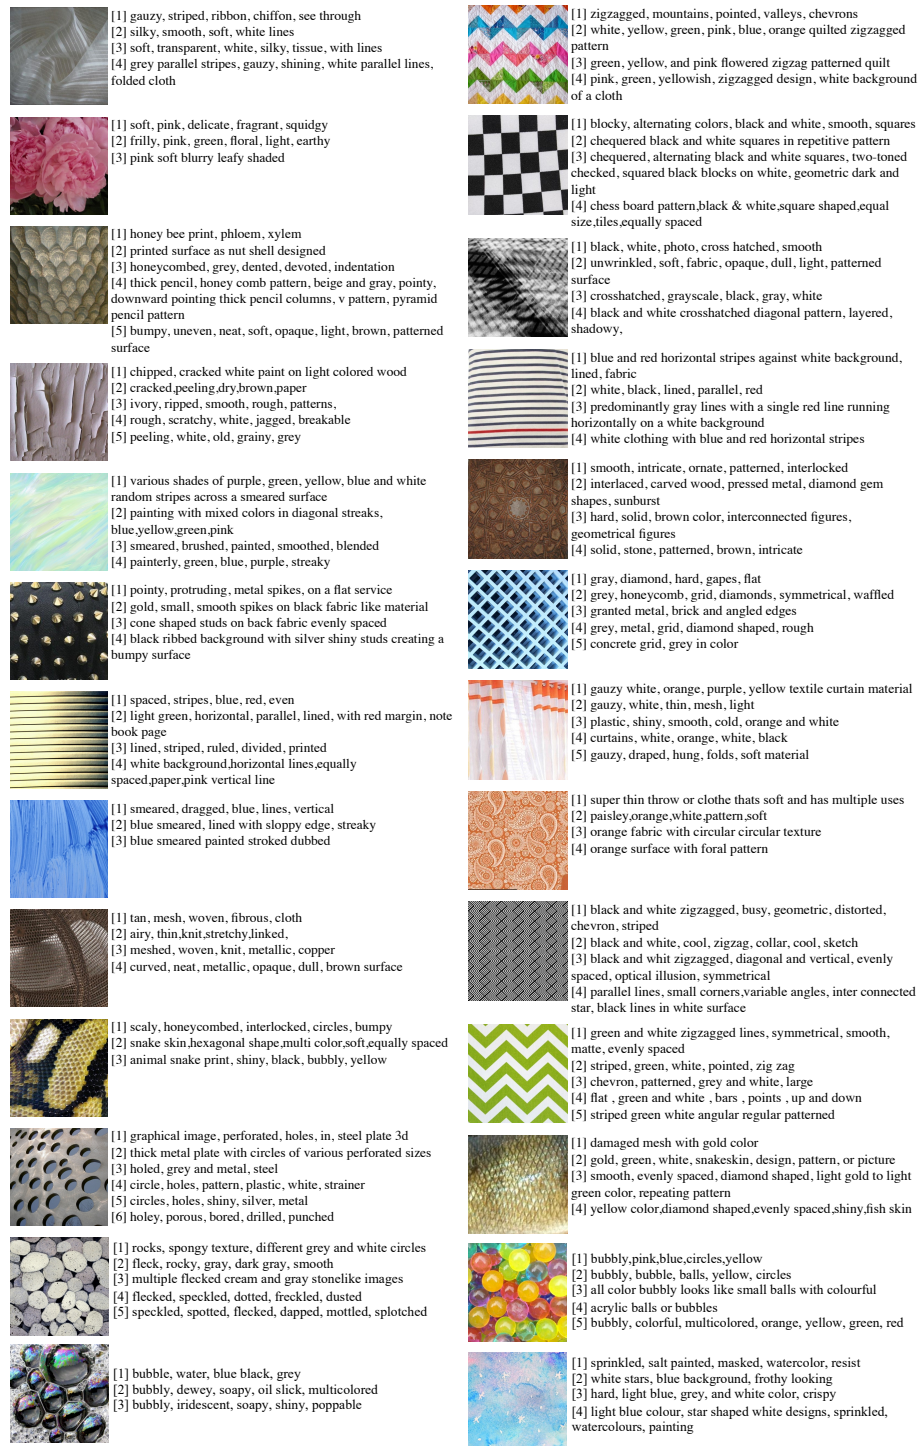 [1] gauzy, striped, ribbon, chiffon, see through
[2] silky, smooth, soft, white lines
[3] soft, transparent, white, silky, tissue, with lines
[4] grey parallel stripes, gauzy, shining, white parallel lines,
folded cloth
[1] soft, pink, delicate, fragrant, squidgy
[2] frilly, pink, green, floral, light, earthy
[3] pink soft blurry leafy shaded
[1] honey bee print, phloem, xylem
[2] printed surface as nut shell designed
[3] honeycombed, grey, dented, devoted, indentation
[4] thick pencil, honey comb pattern, beige and gray, pointy,
downward pointing thick pencil columns, v pattern, pyramid
pencil pattern
[5] bumpy, uneven, neat, soft, opaque, light, brown, patterned
surface
[1] chipped, cracked white paint on light colored wood
[2] cracked,peeling,dry,brown,paper
[3] ivory, ripped, smooth, rough, patterns,
[4] rough, scratchy, white, jagged, breakable
[5] peeling, white, old, grainy, grey
[1] various shades of purple, green, yellow, blue and white
random stripes across a smeared surface
[2] painting with mixed colors in diagonal streaks,
blue,yellow,green,pink
[3] smeared, brushed, painted, smoothed, blended
[4] painterly, green, blue, purple, streaky
[1] pointy, protruding, metal spikes, on a flat service
[2] gold, small, smooth spikes on black fabric like material
[3] cone shaped studs on back fabric evenly spaced
[4] black ribbed background with silver shiny studs creating a
bumpy surface
[1] spaced, stripes, blue, red, even
[2] light green, horizontal, parallel, lined, with red margin, note
book page
[3] lined, striped, ruled, divided, printed
[4] white background,horizontal lines,equally
spaced,paper,pink vertical line
[1] smeared, dragged, blue, lines, vertical
[2] blue smeared, lined with sloppy edge, streaky
[3] blue smeared painted stroked dubbed
[1] tan, mesh, woven, fibrous, cloth
[2] airy, thin,knit,stretchy,linked,
[3] meshed, woven, knit, metallic, copper
[4] curved, neat, metallic, opaque, dull, brown surface
[1] scaly, honeycombed, interlocked, circles, bumpy
[2] snake skin,hexagonal shape,multi color,soft,equally spaced
[3] animal snake print, shiny, black, bubbly, yellow
[1] graphical image, perforated, holes, in, steel plate 3d
[2] thick metal plate with circles of various perforated sizes
[3] holed, grey and metal, steel
[4] circle, holes, pattern, plastic, white, strainer
[5] circles, holes, shiny, silver, metal
[6] holey, porous, bored, drilled, punched
[1] rocks, spongy texture, different grey and white circles
[2] fleck, rocky, gray, dark gray, smooth
[3] multiple flecked cream and gray stonelike images
[4] flecked, speckled, dotted, freckled, dusted
[5] speckled, spotted, flecked, dapped, mottled, splotched
[1] bubble, water, blue black, grey
[2] bubbly, dewey, soapy, oil slick, multicolored
[3] bubbly, iridescent, soapy, shiny, poppable
[1] zigzagged, mountains, pointed, valleys, chevrons
[2] white, yellow, green, pink, blue, orange quilted zigzagged
pattern
[3] green, yellow, and pink flowered zigzag patterned quilt
[4] pink, green, yellowish, zigzagged design, white background
of a cloth
[1] blocky, alternating colors, black and white, smooth, squares
[2] chequered black and white squares in repetitive pattern
[3] chequered, alternating black and white squares, two-toned
checked, squared black blocks on white, geometric dark and
light
[4] chess board pattern,black & white,square shaped,equal
size,tiles,equally spaced
[1] black, white, photo, cross hatched, smooth
[2] unwrinkled, soft, fabric, opaque, dull, light, patterned
surface
[3] crosshatched, grayscale, black, gray, white
[4] black and white crosshatched diagonal pattern, layered,
shadowy,
[1] blue and red horizontal stripes against white background,
lined, fabric
[2] white, black, lined, parallel, red
[3] predominantly gray lines with a single red line running
horizontally on a white background
[4] white clothing with blue and red horizontal stripes
[1] smooth, intricate, ornate, patterned, interlocked
[2] interlaced, carved wood, pressed metal, diamond gem
shapes, sunburst
[3] hard, solid, brown color, interconnected figures,
geometrical figures
[4] solid, stone, patterned, brown, intricate
[1] gray, diamond, hard, gapes, flat
[2] grey, honeycomb, grid, diamonds, symmetrical, waffled
[3] granted metal, brick and angled edges
[4] grey, metal, grid, diamond shaped, rough
[5] concrete grid, grey in color
[1] gauzy white, orange, purple, yellow textile curtain material
[2] gauzy, white, thin, mesh, light
[3] plastic, shiny, smooth, cold, orange and white
[4] curtains, white, orange, white, black
[5] gauzy, draped, hung, folds, soft material
[1] super thin throw or clothe thats soft and has multiple uses
[2] paisley,orange,white,pattern,soft
[3] orange fabric with circular circular texture
[4] orange surface with foral pattern
[1] black and white zigzagged, busy, geometric, distorted,
chevron, striped
[2] black and white, cool, zigzag, collar, cool, sketch
[3] black and whit zigzagged, diagonal and vertical, evenly
spaced, optical illusion, symmetrical
[4] parallel lines, small corners,variable angles, inter connected
star, black lines in white surface
[1] green and white zigzagged lines, symmetrical, smooth,
matte, evenly spaced
[2] striped, green, white, pointed, zig zag
[3] chevron, patterned, grey and white, large
[4] flat , green and white , bars , points , up and down
[5] striped green white angular regular patterned
[1] damaged mesh with gold color
[2] gold, green, white, snakeskin, design, pattern, or picture
[3] smooth, evenly spaced, diamond shaped, light gold to light
green color, repeating pattern
[4] yellow color,diamond shaped,evenly spaced,shiny,fish skin
[1] bubbly,pink,blue,circles,yellow
[2] bubbly, bubble, balls, yellow, circles
[3] all color bubbly looks like small balls with colourful
[4] acrylic balls or bubbles
[5] bubbly, colorful, multicolored, orange, yellow, green, red
[1] sprinkled, salt painted, masked, watercolor, resist
[2] white stars, blue background, frothy looking
[3] hard, light blue, grey, and white color, crispy
[4] light blue colour, star shaped white designs, sprinkled,
watercolours, painting